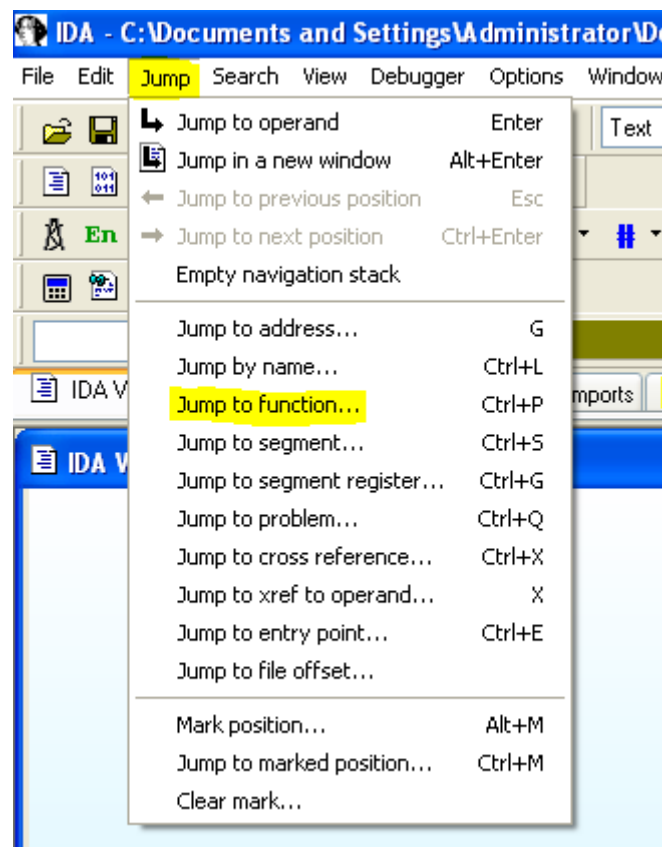 IDA - C:\Documents and Settings\Administrator\D
File Edit Jump Search View Debugger Options Window
Text
Jump to operand Enter
Jump in a new window Alt+Enter
Jump to previous position Esc
En
Jump to next position Ctrl+Enter
#
Empty navigation stack
Jump to address... G
Jump by name... Ctrl+L
IDA V
mports
Jump to function... Ctrl+P
Jump to segment... Ctrl+S
IDA V
Jump to segment register... Ctrl+G
Jump to problem... Ctrl+Q
Jump to cross reference... Ctrl+X
Jump to xref to operand... X
Jump to entry point... Ctrl+E
Jump to file offset...
Mark position... Alt+M
Jump to marked position... Ctrl+M
Clear mark...